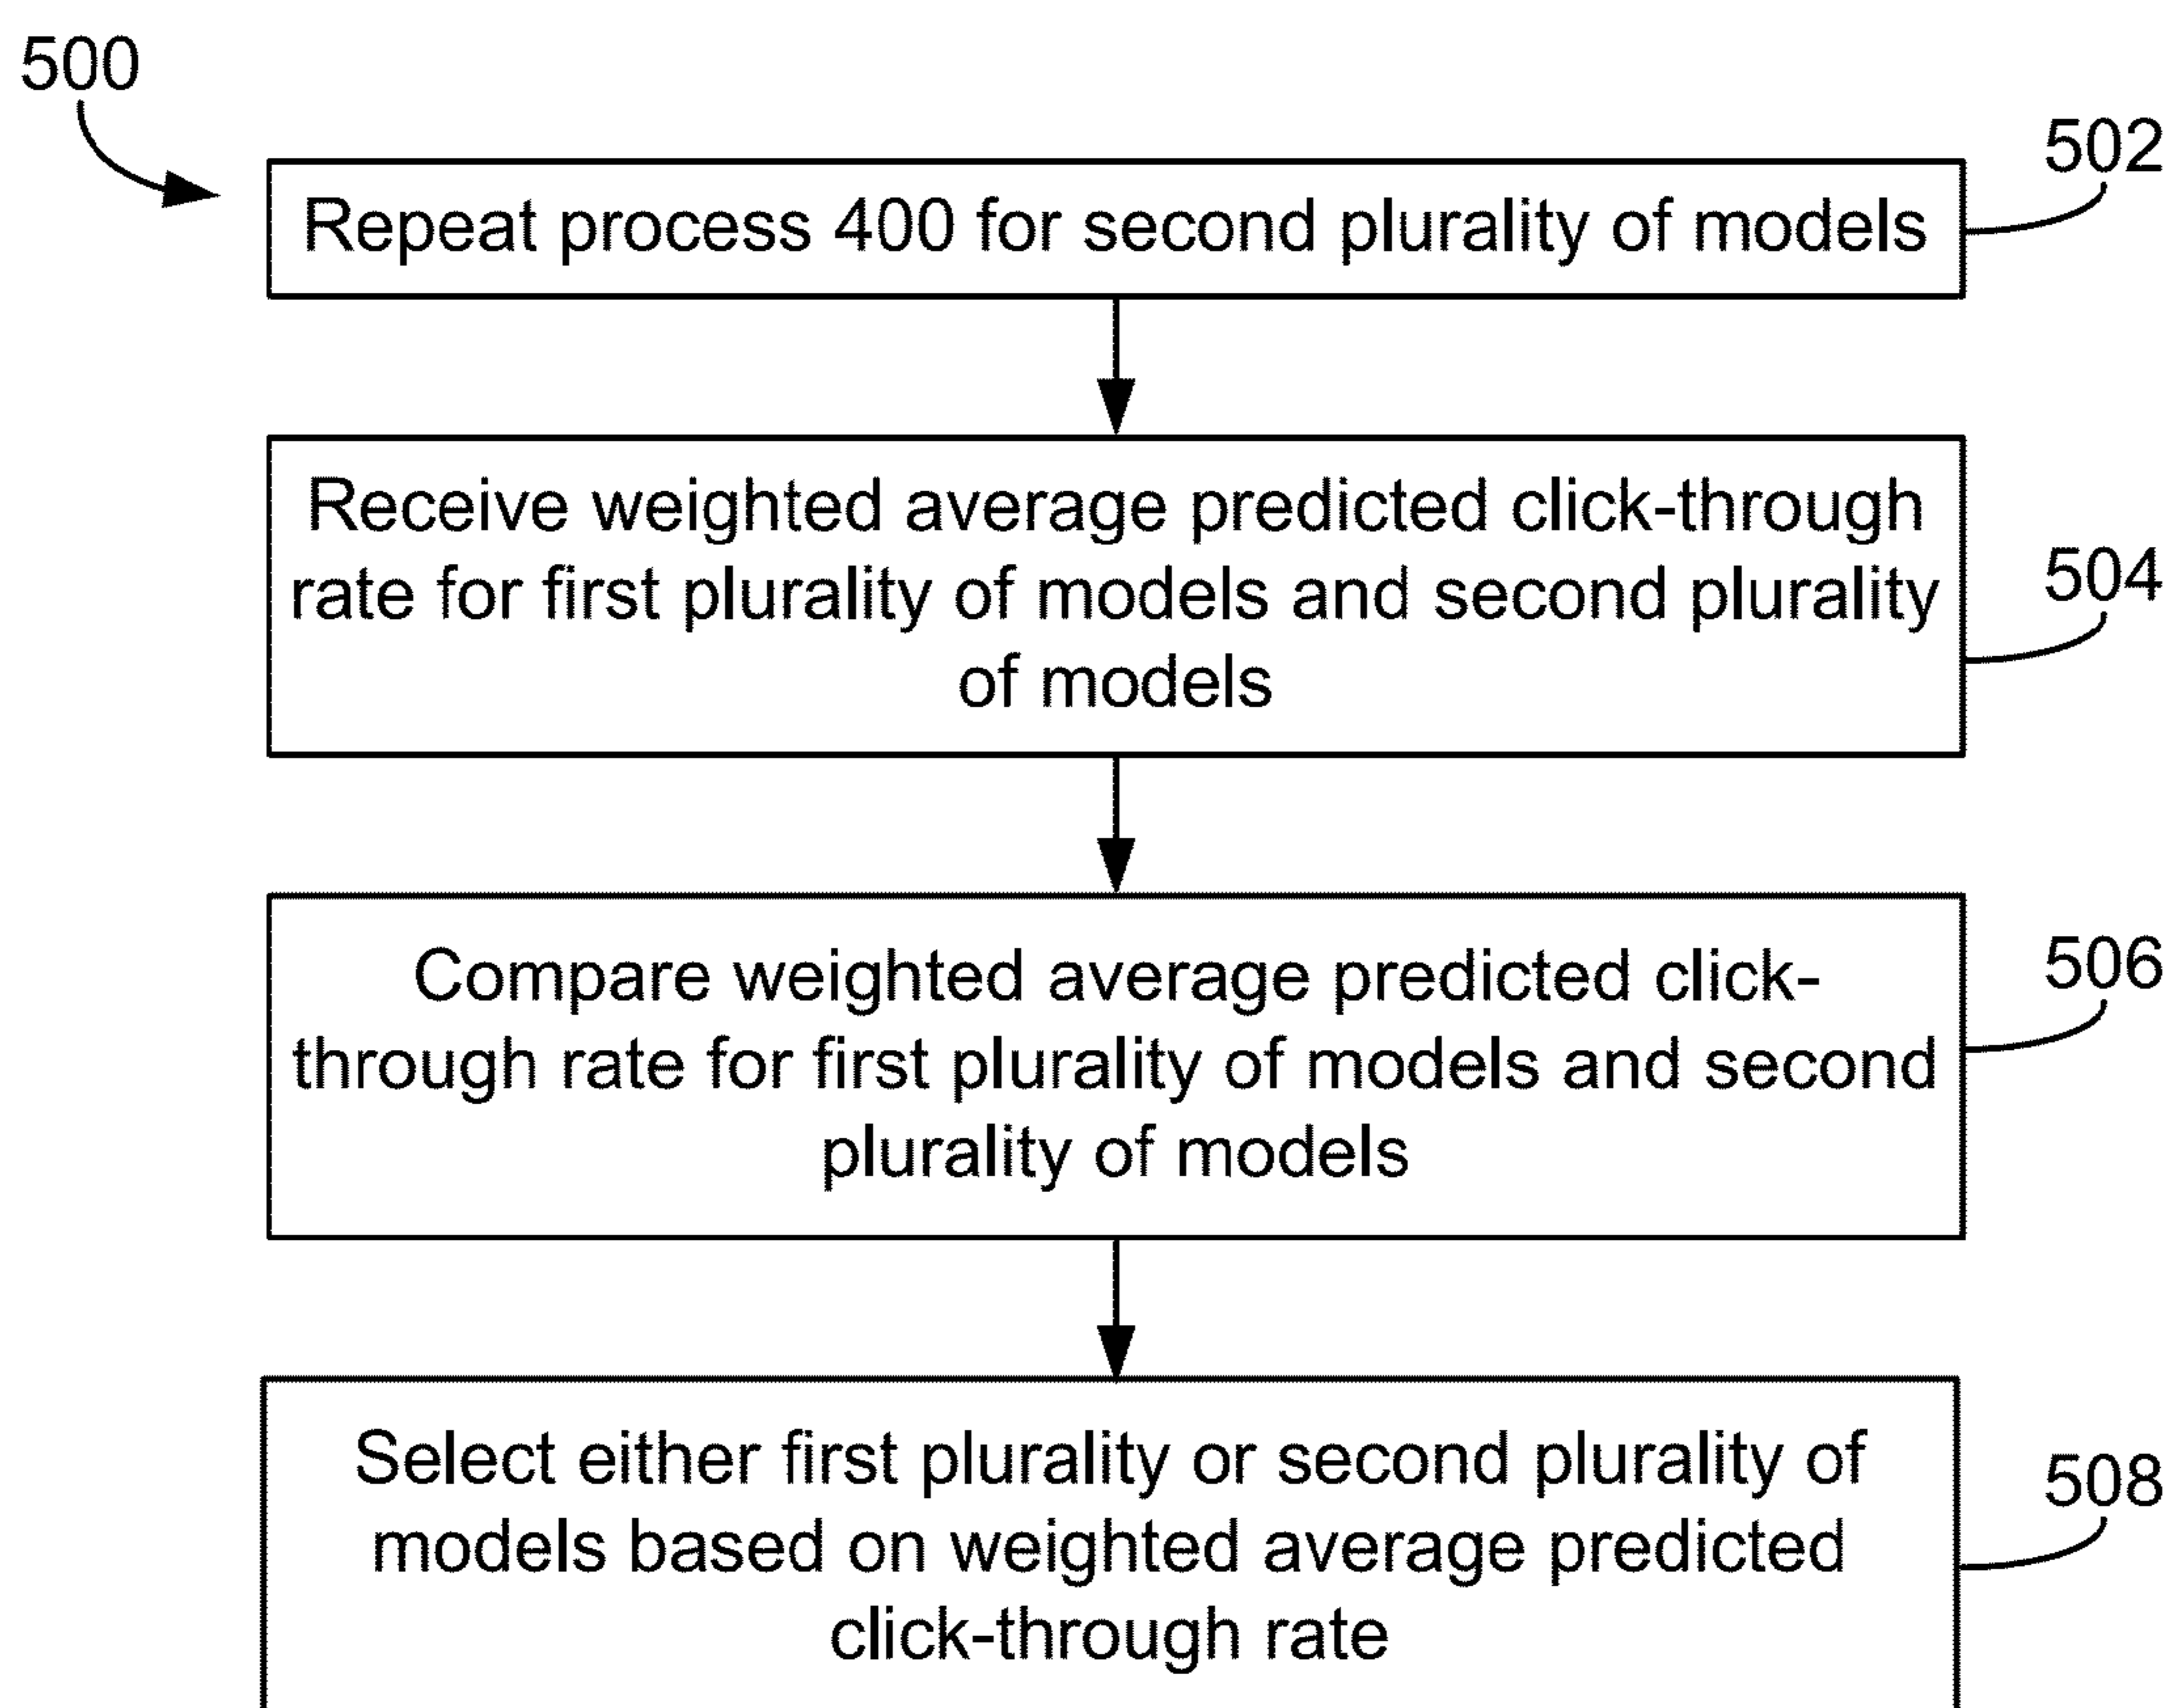 500
502
Repeat process 400 for second plurality of models
Receive weighted average predicted click-through
rate for first plurality of models and second plurality
of models
504
Compare weighted average predicted click-
through rate for first plurality of models and second
plurality of models
506
Select either first plurality or second plurality of
models based on weighted average predicted
click-through rate
508